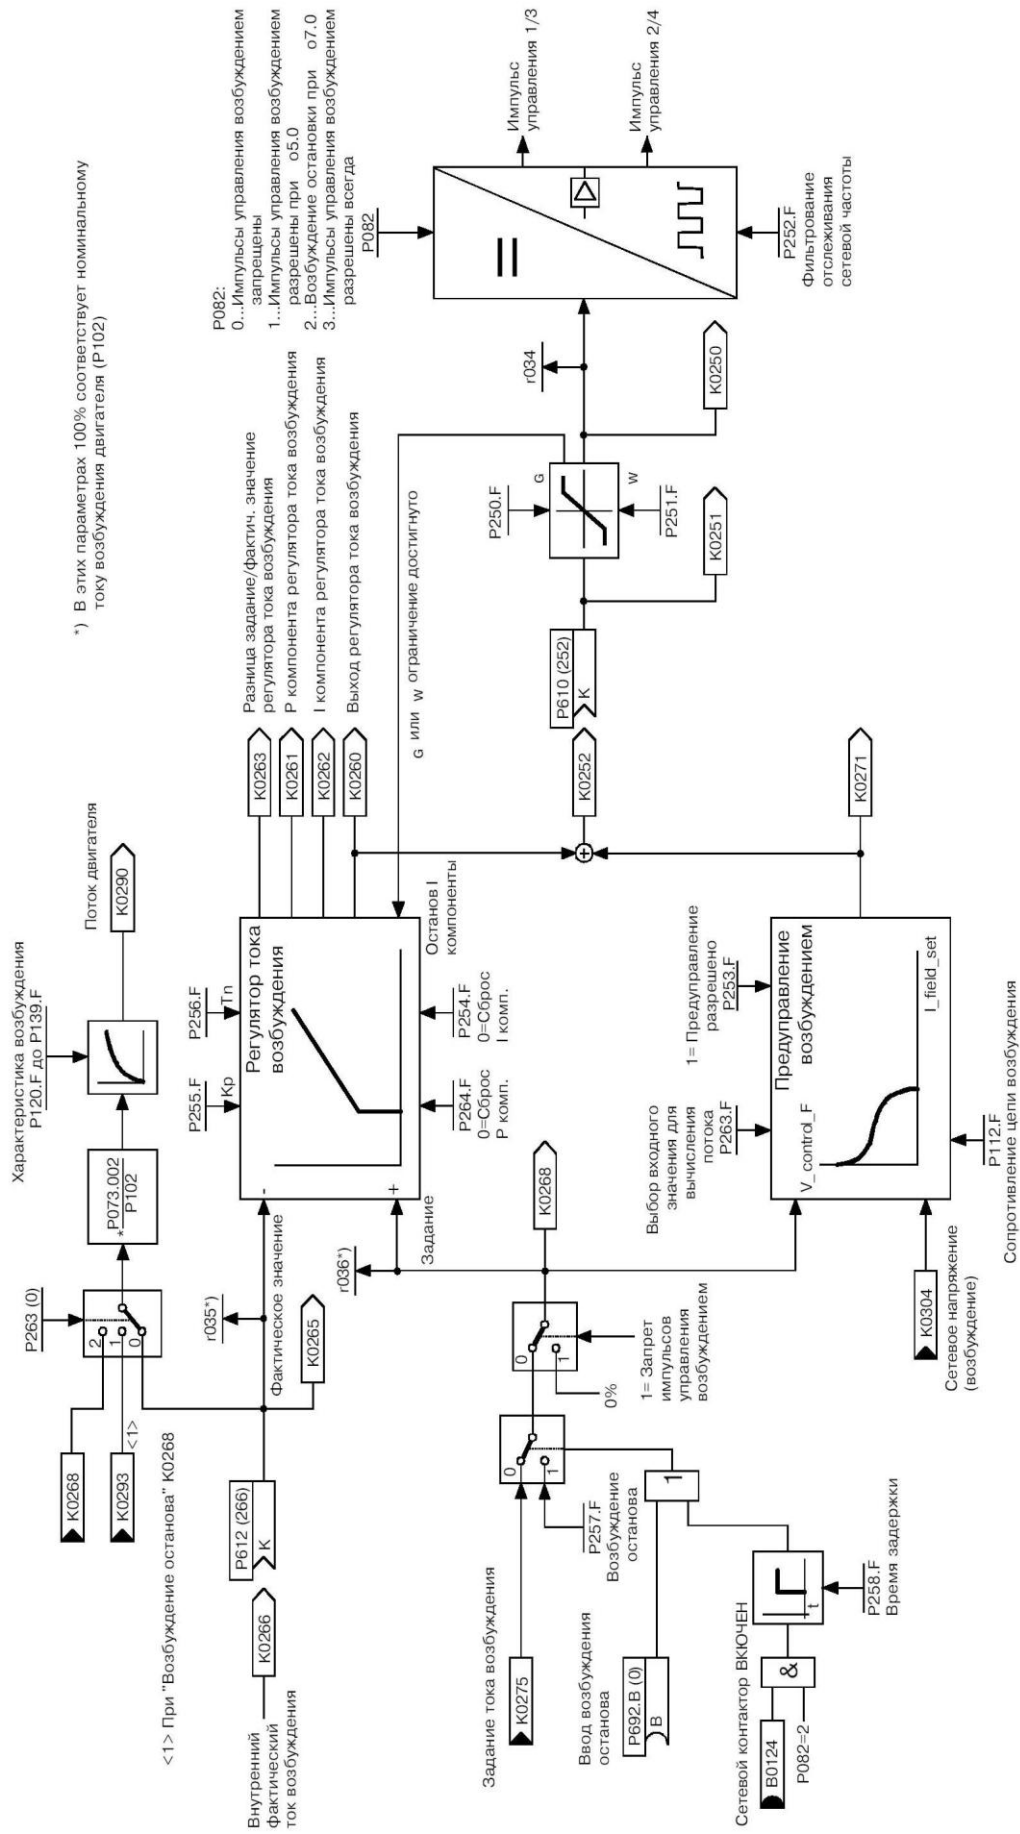 *) В этих параметрах 100% соответствует номинальному
току возбуждения двигателя (P102)
P263 (0)
2
1
0
K0268
K0293
<1>
<1> При "Возбуждение останова" K0268
*P073.002
P102
Характеристика возбуждения
P120.F до P139.F
Поток двигателя
K0290
Внутренний
фактический
ток возбуждения
K0266
P612 (266)
K
K0265
r035*)
Фактическое значение
-
+
Задание
r036*)
P255.F
Kp
P256.F
Tn
Регулятор тока
возбуждения
P264.F
0=Сброс
P комп.
P254.F
0=Сброс
I комп.
Останов I
компоненты
K0263
K0261
K0262
K0260
Разница задание/фактич. значение
регулятора тока возбуждения
P компонента регулятора тока возбуждения
I компонента регулятора тока возбуждения
Выход регулятора тока возбуждения
G или W ограничение достигнуто
P082:
0...Импульсы управления возбуждением
запрещены
1...Импульсы управления возбуждением
разрешены при o5.0
2...Возбуждение остановки при o7.0
3...Импульсы управления возбуждением
разрешены всегда
P082
Импульс
управления 1/3
Импульс
управления 2/4
P252.F
Фильтрование
отслеживания
сетевой частоты
r034
K0250
P250.F
G
W
P251.F
K0251
P610 (252)
K
K0252
+
K0271
Задание тока возбуждения
K0275
0
1
P257.F
Возбуждение
останова
0
1
0%
1= Запрет
импульсов
управления
возбуждением
K0268
Ввод возбуждения
останова
P692.B (0)
B
1
Сетевой контактор ВКЮЧЕН
B0124
P082=2
&
t
P258.F
Время задержки
Выбор входного
значения для
вычисления
потока
P263.F
1= Предуправление
разрешено
P253.F
Предуправление
возбуждением
V_control_F
I_field_set
K0304
Сетевое напряжение
(возбуждение)
P112.F
Сопротивление цепи возбуждения